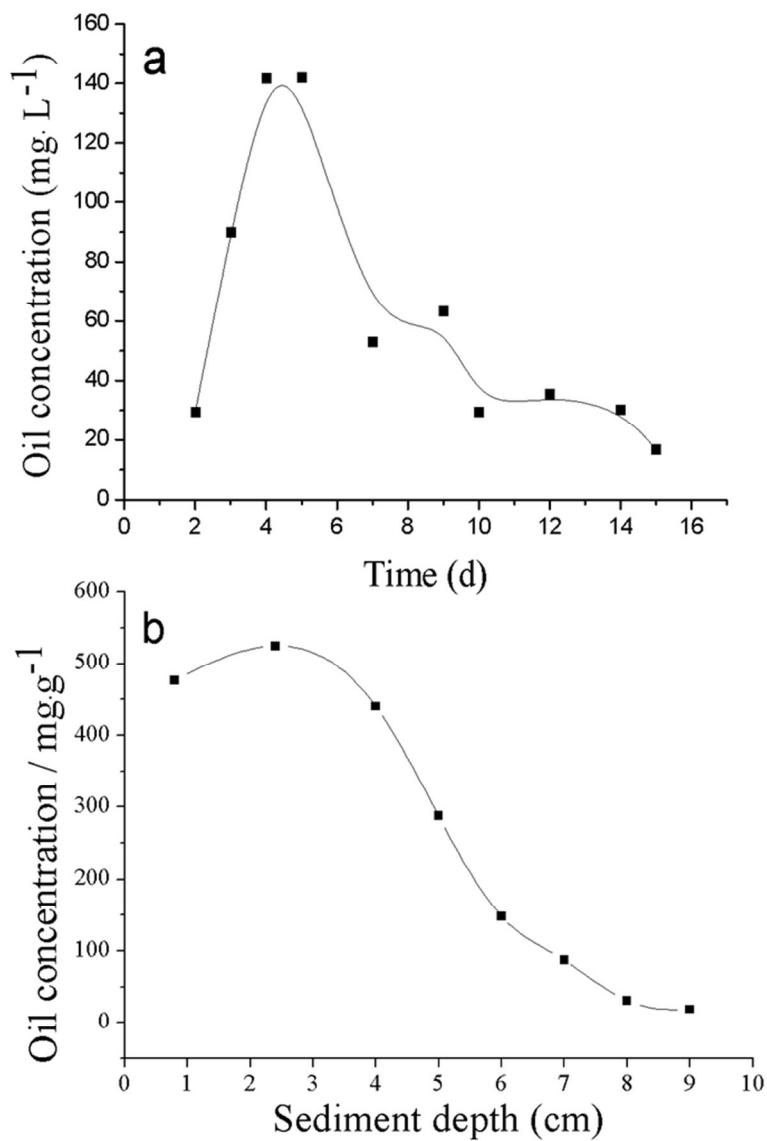 a
Oil concentration (mg. L-1)
160
140
120
100
80
60
40
20
0
0 2 4 6 8 10 12 14 16
Time (d)
b
Oil concentration / mg.g-1
600
500
400
300
200
100
0
0 1 2 3 4 5 6 7 8 9 10
Sediment depth (cm)